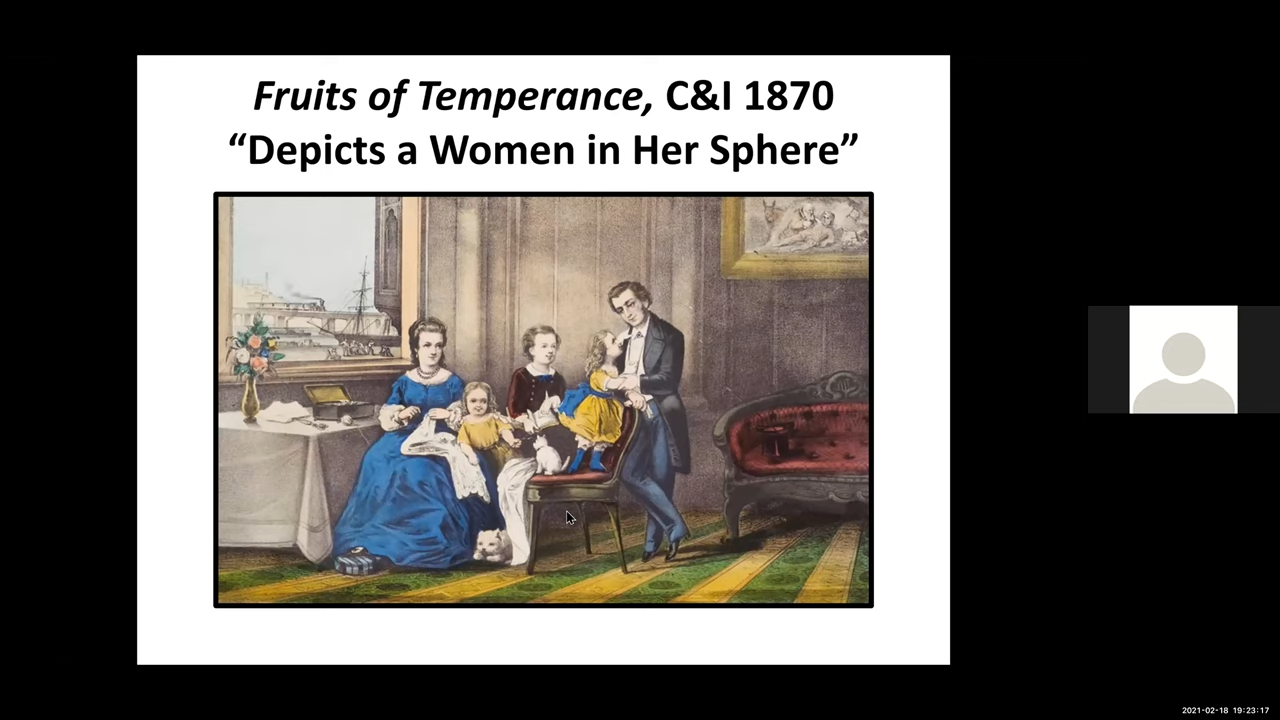 Fruits of Temperance, C&I 1870
“Depicts a Women in Her Sphere”
2021-02-18 19:23:17